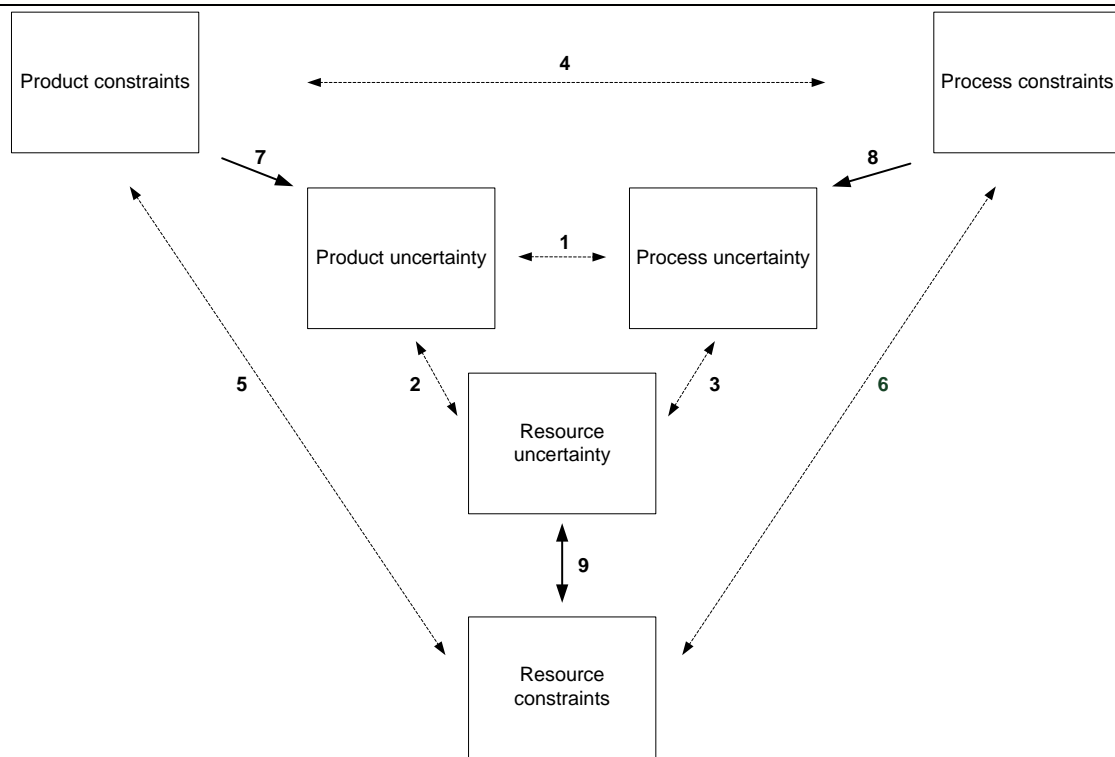 4
Product constraints
Process constraints
7
8
1
Product uncertainty
Process uncertainty
5
2
3
6
Resource
uncertainty
9
Resource
constraints